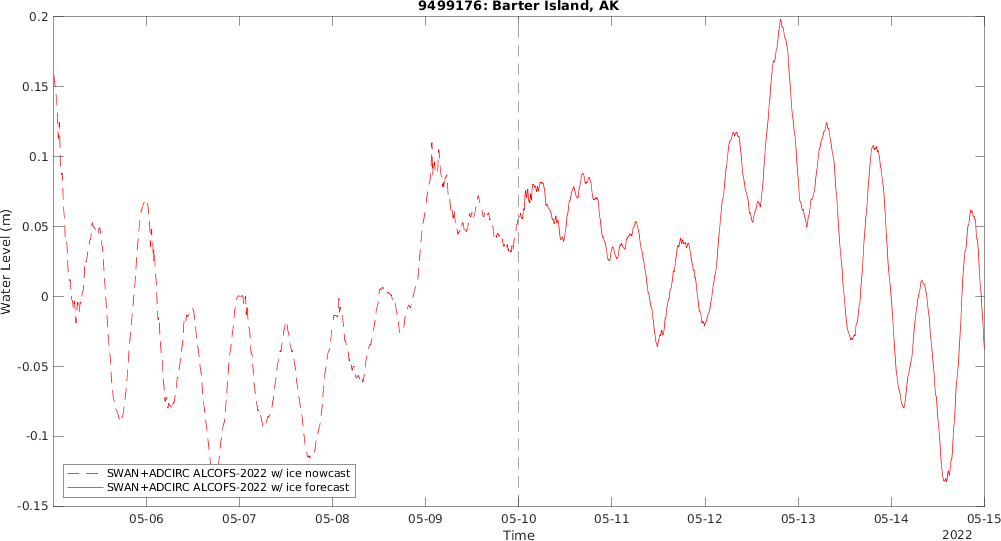 9499176: Barter Island, AK
0.2
0.15
0.1
0.05
0
-0.05
-0.1
-0.15
Water Level (m)
SWAN+ADCIRC ALCOFS-2022 w/ ice nowcast
SWAN+ADCIRC ALCOFS-2022 w/ ice forecast
05-06 05-07 05-08 05-09 05-10 05-11 05-12 05-13 05-14 05-15
Time
2022